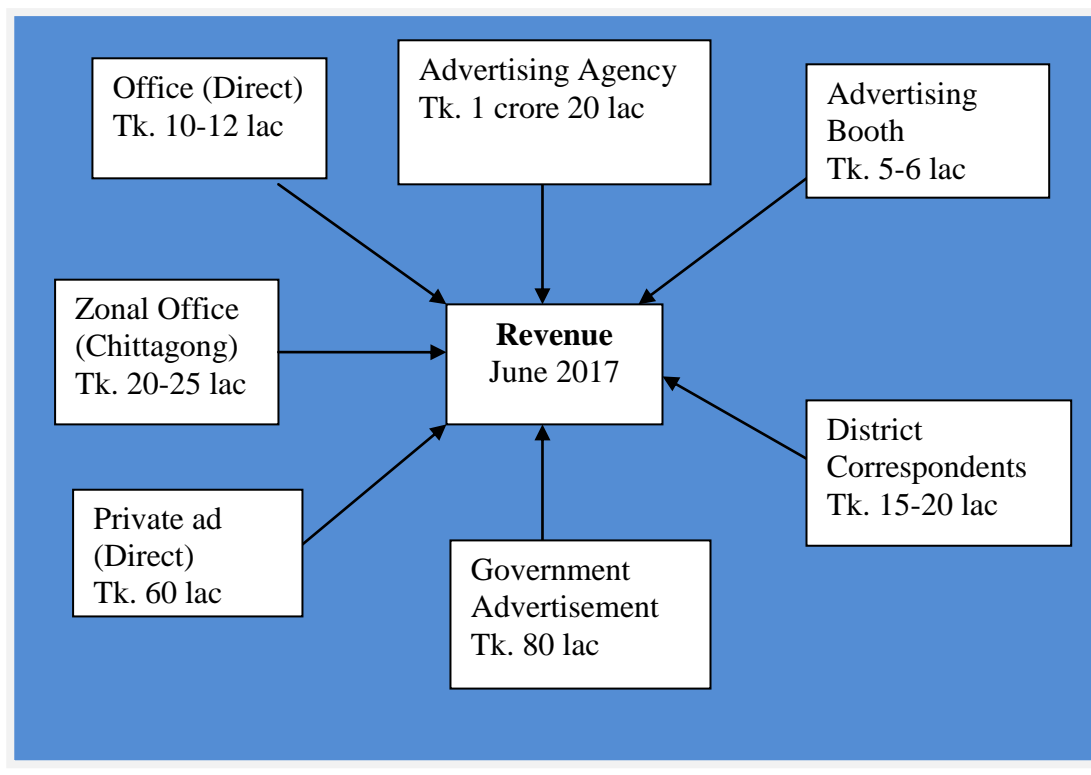 Office (Direct)
Tk. 10-12 lac
Advertising Agency
Tk. 1 crore 20 lac
Advertising
Booth
Tk. 5-6 lac
Zonal Office
(Chittagong)
Tk. 20-25 lac
Revenue
June 2017
District
Correspondents
Tk. 15-20 lac
Private ad
(Direct)
Tk. 60 lac
Government
Advertisement
Tk. 80 lac